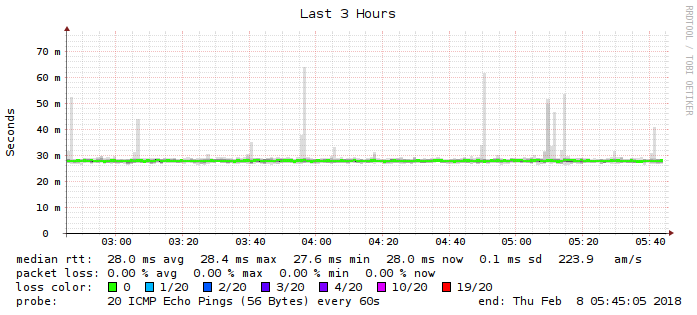 Last 3 Hours
RRDTOOL / TOBI OETIKER
Seconds
70 m
60 m
50 m
40 m
30 m
20 m
10 m
0
03:00 03:20 03:40 04:00 04:20 04:40 05:00 05:20 05:40
median rtt: 28.0 ms avg 28.4 ms max 27.6 ms min 28.0 ms now 0.1 ms sd 223.9 am/s
packet loss: 0.00 % avg 0.00 % max 0.00 % min 0.00 % now
loss color: 0 1/20 2/20 3/20 4/20 10/20 19/20
probe: 20 ICMP Echo Pings (56 Bytes) every 60s end: Thu Feb 8 05:45:05 2018